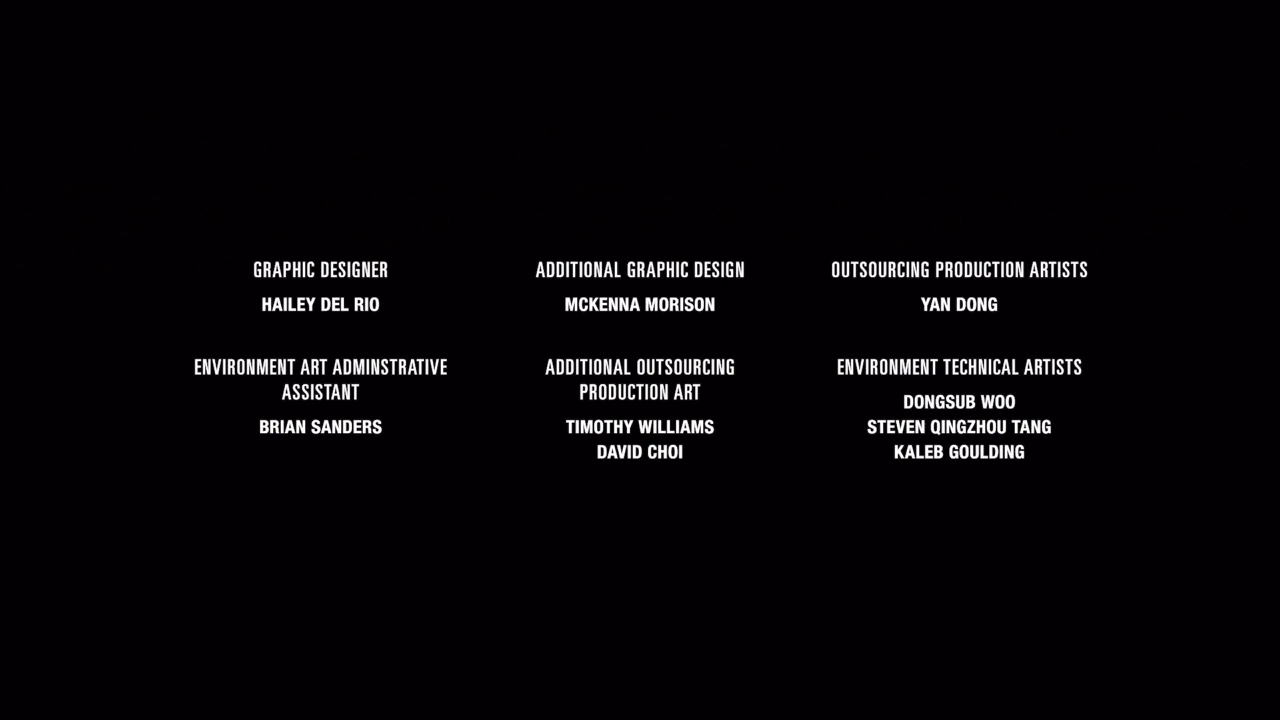 GRAPHIC DESIGNER
HAILEY DEL RIO
ADDITIONAL GRAPHIC DESIGN
MCKENNA MORISON
OUTSOURCING PRODUCTION ARTISTS
YAN DONG
ENVIRONMENT ART ADMINSTRATIVE
ASSISTANT
BRIAN SANDERS
ADDITIONAL OUTSOURCING
PRODUCTION ART
TIMOTHY WILLIAMS
DAVID CHOI
ENVIRONMENT TECHNICAL ARTISTS
DONGSUB WOO
STEVEN QINGZHOU TANG
KALEB GOULDING